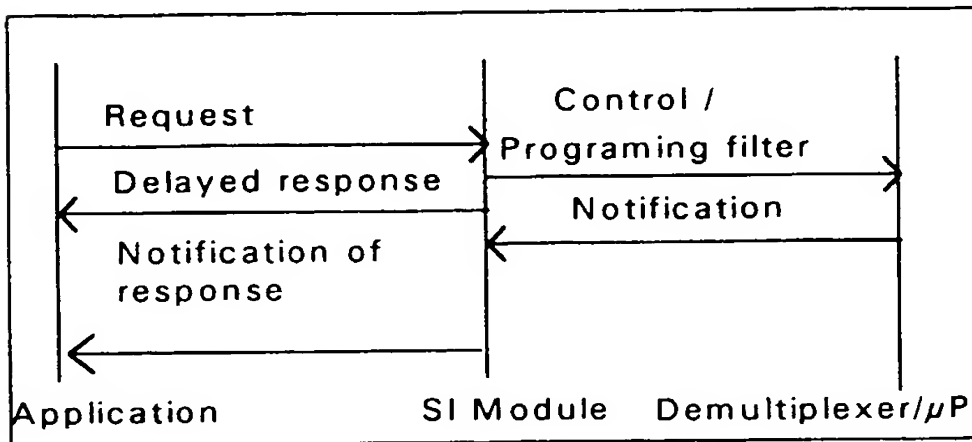 Request
Control /
Programing filter
Delayed response
Notification
Notification of
response
Application
SI Module
Demultiplexer/µP